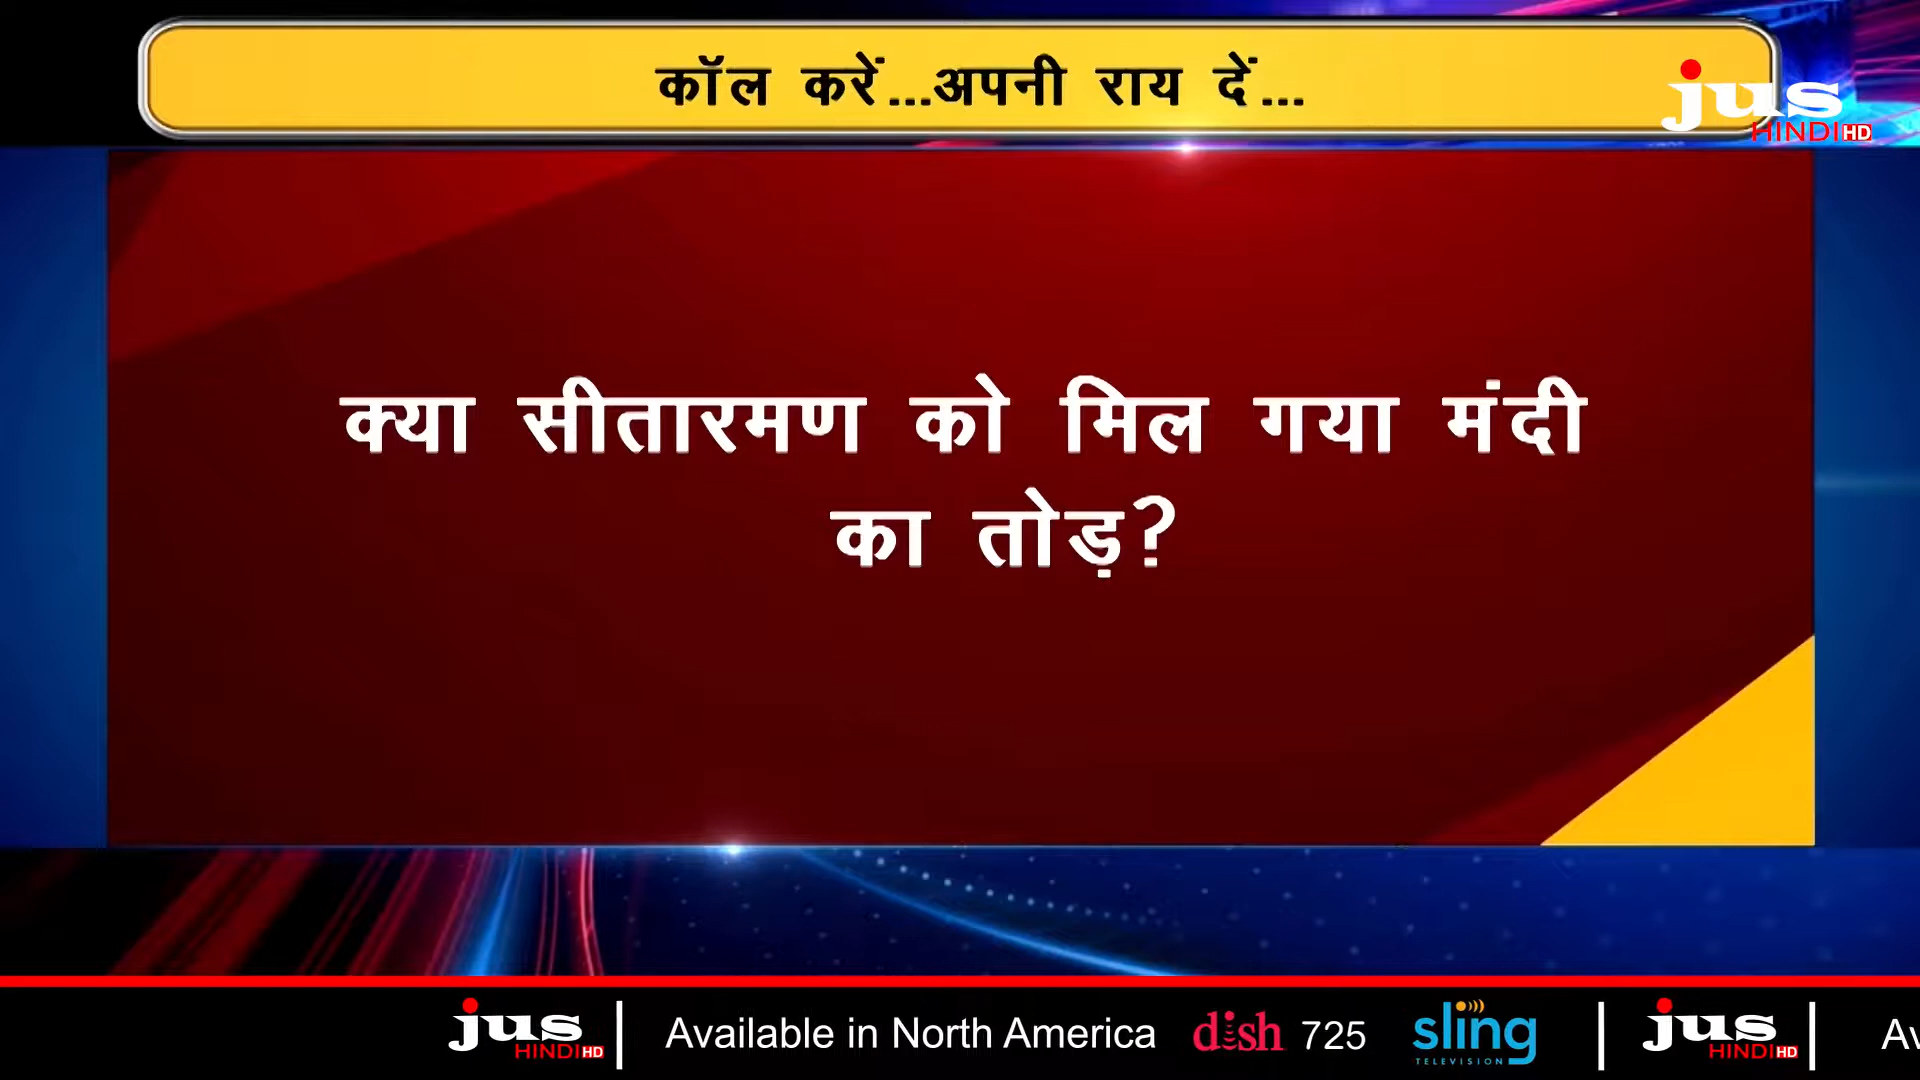 कॉल करें...अपनी राय दें...
jus
HINDI HD
क्या सीतारमण को मिल गया मंदी
का तोड़?
jus HINDI HD | Available in North America dish 725 sling TELEVISION | jus HINDI HD | Av